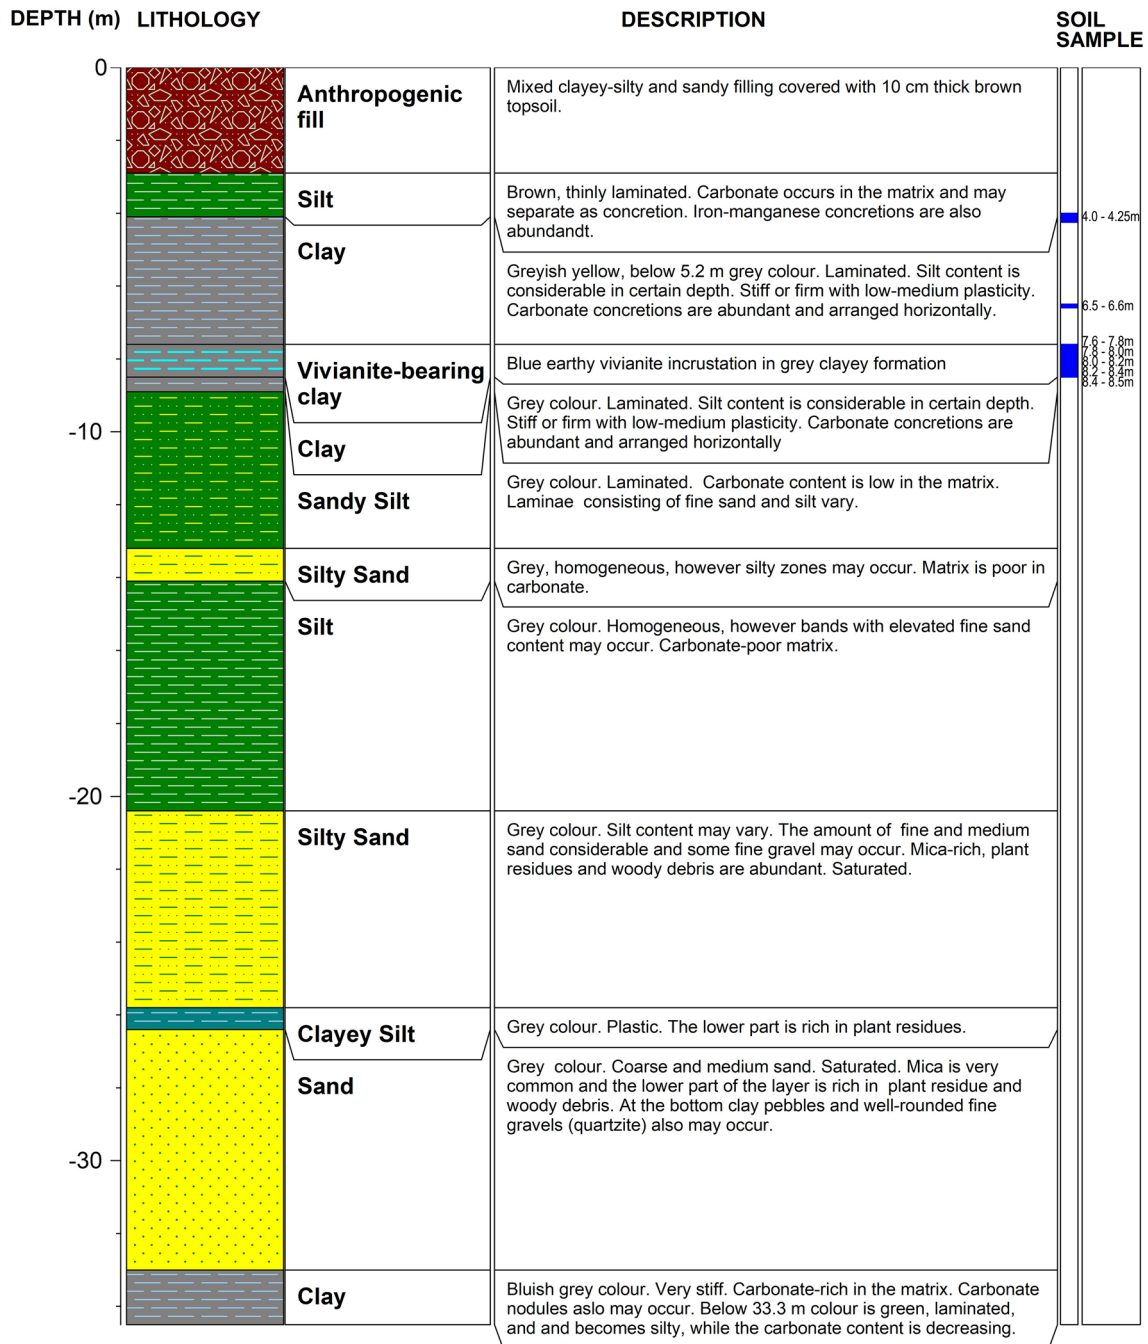 DEPTH (m) LITHOLOGY DESCRIPTION SOIL
SAMPLE
0
Anthropogenic
fill
Mixed clayey-silty and sandy filling covered with 10 cm thick brown
topsoil.
Silt
Brown, thinly laminated. Carbonate occurs in the matrix and may
separate as concretion. Iron-manganese concretions are also
abundandt.
4.0 - 4.25m
Clay
Greyish yellow, below 5.2 m grey colour. Laminated. Silt content is
considerable in certain depth. Stiff or firm with low-medium plasticity.
Carbonate concretions are abundant and arranged horizontally.
6.5 - 6.6m
7.6 - 7.8m
7.8 - 8.0m
8.0 - 8.2m
8.2 - 8.4m
8.4 - 8.5m
Vivianite-bearing
clay
Blue earthy vivianite incrustation in grey clayey formation
-10
Clay
Grey colour. Laminated. Silt content is considerable in certain depth.
Stiff or firm with low-medium plasticity. Carbonate concretions are
abundant and arranged horizontally
Sandy Silt
Grey colour. Laminated. Carbonate content is low in the matrix.
Laminae consisting of fine sand and silt vary.
Silty Sand
Grey, homogeneous, however silty zones may occur. Matrix is poor in
carbonate.
Silt
Grey colour. Homogeneous, however bands with elevated fine sand
content may occur. Carbonate-poor matrix.
-20
Silty Sand
Grey colour. Silt content may vary. The amount of fine and medium
sand considerable and some fine gravel may occur. Mica-rich, plant
residues and woody debris are abundant. Saturated.
Clayey Silt
Grey colour. Plastic. The lower part is rich in plant residues.
Sand
Grey colour. Coarse and medium sand. Saturated. Mica is very
common and the lower part of the layer is rich in plant residue and
woody debris. At the bottom clay pebbles and well-rounded fine
gravels (quartzite) also may occur.
-30
Clay
Bluish grey colour. Very stiff. Carbonate-rich in the matrix. Carbonate
nodules aslo may occur. Below 33.3 m colour is green, laminated,
and and becomes silty, while the carbonate content is decreasing.